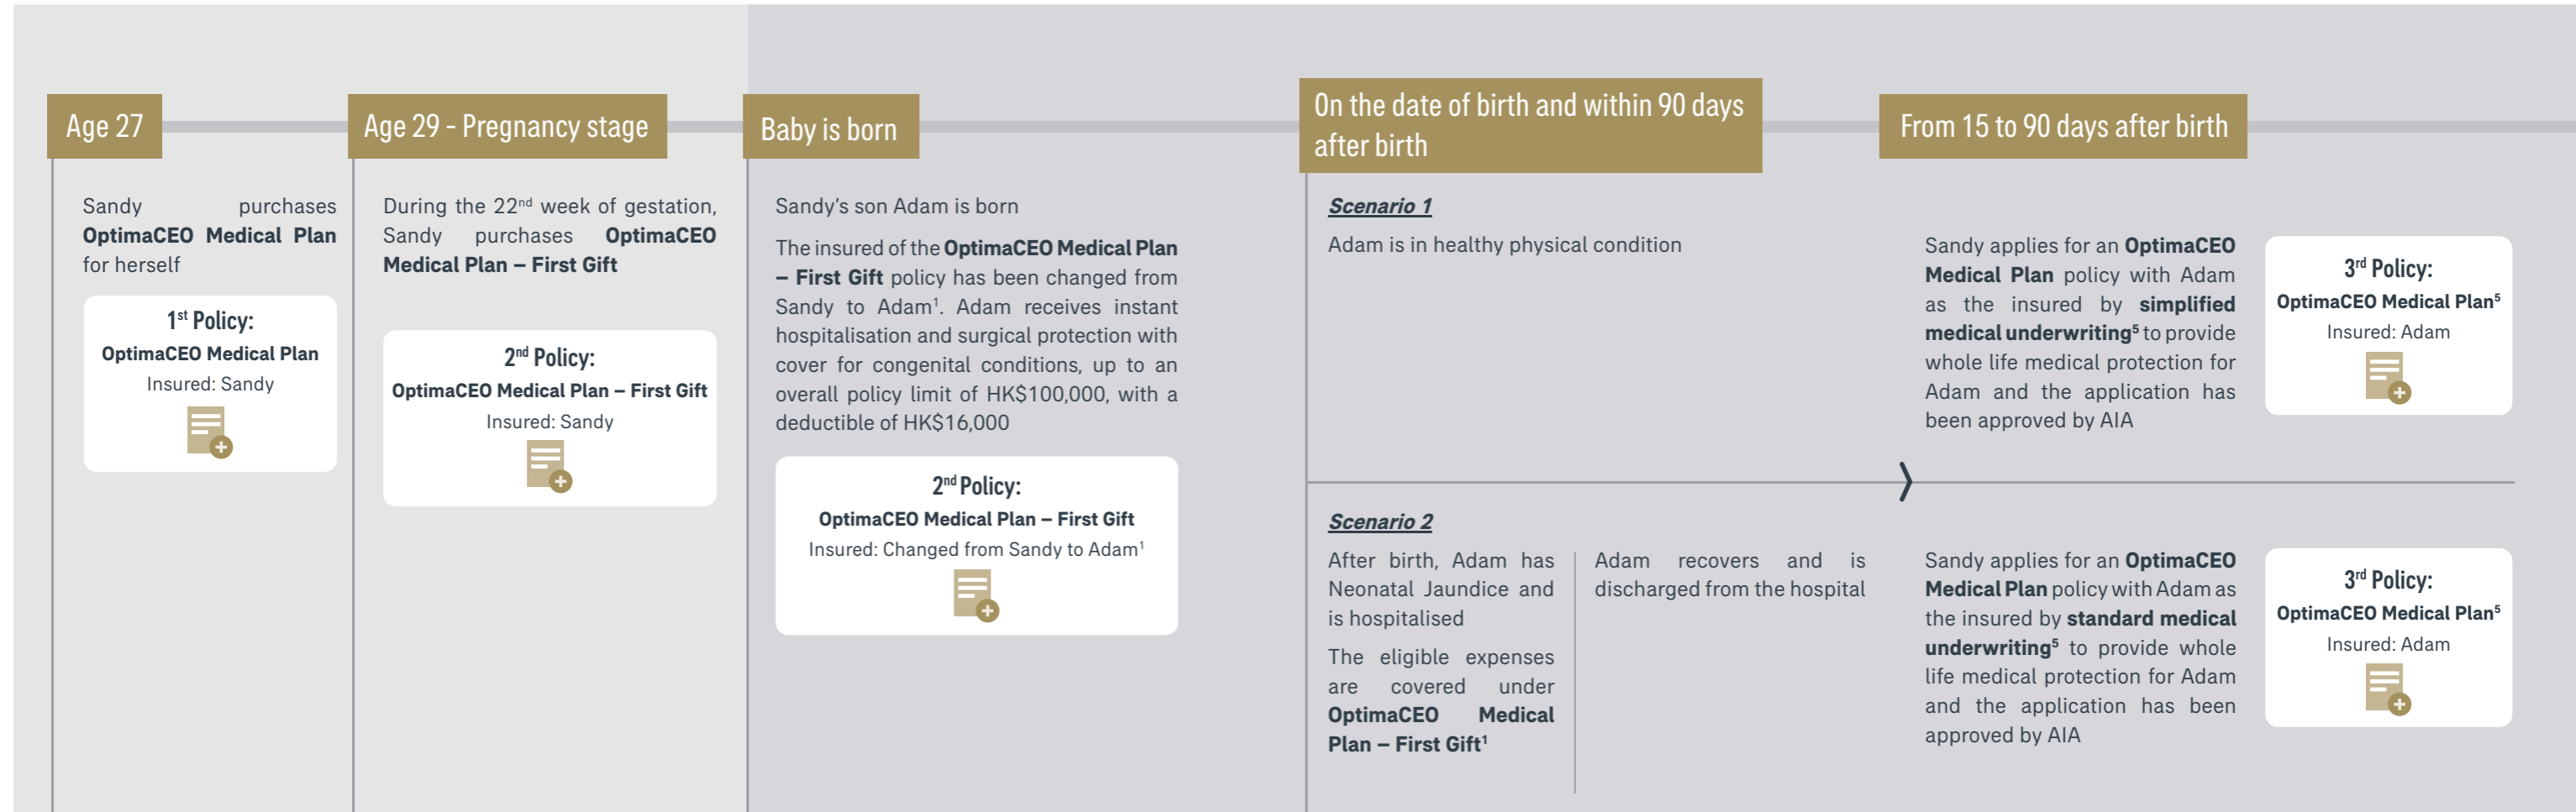 Age 27
Sandy purchases
OptimaCEO Medical Plan
for herself
1st Policy:
OptimaCEO Medical Plan
Insured: Sandy
Age 29 - Pregnancy stage
During the 22nd week of gestation,
Sandy purchases OptimaCEO
Medical Plan – First Gift
2nd Policy:
OptimaCEO Medical Plan – First Gift
Insured: Sandy
Baby is born
Sandy's son Adam is born
The insured of the OptimaCEO Medical Plan
– First Gift policy has been changed from
Sandy to Adam¹. Adam receives instant
hospitalisation and surgical protection with
cover for congenital conditions, up to an
overall policy limit of HK$100,000, with a
deductible of HK$16,000
2nd Policy:
OptimaCEO Medical Plan – First Gift
Insured: Changed from Sandy to Adam¹
On the date of birth and within 90 days
after birth
Scenario 1
Adam is in healthy physical condition
From 15 to 90 days after birth
Sandy applies for an OptimaCEO
Medical Plan policy with Adam
as the insured by simplified
medical underwriting⁵ to provide
whole life medical protection for
Adam and the application has
been approved by AIA
3rd Policy:
OptimaCEO Medical Plan⁵
Insured: Adam
Scenario 2
After birth, Adam has
Neonatal Jaundice and
is hospitalised
The eligible expenses
are covered under
OptimaCEO Medical
Plan – First Gift¹
Adam recovers and is
discharged from the hospital
Sandy applies for an OptimaCEO
Medical Plan policy with Adam as
the insured by standard medical
underwriting⁵ to provide whole
life medical protection for Adam
and the application has been
approved by AIA
3rd Policy:
OptimaCEO Medical Plan⁵
Insured: Adam